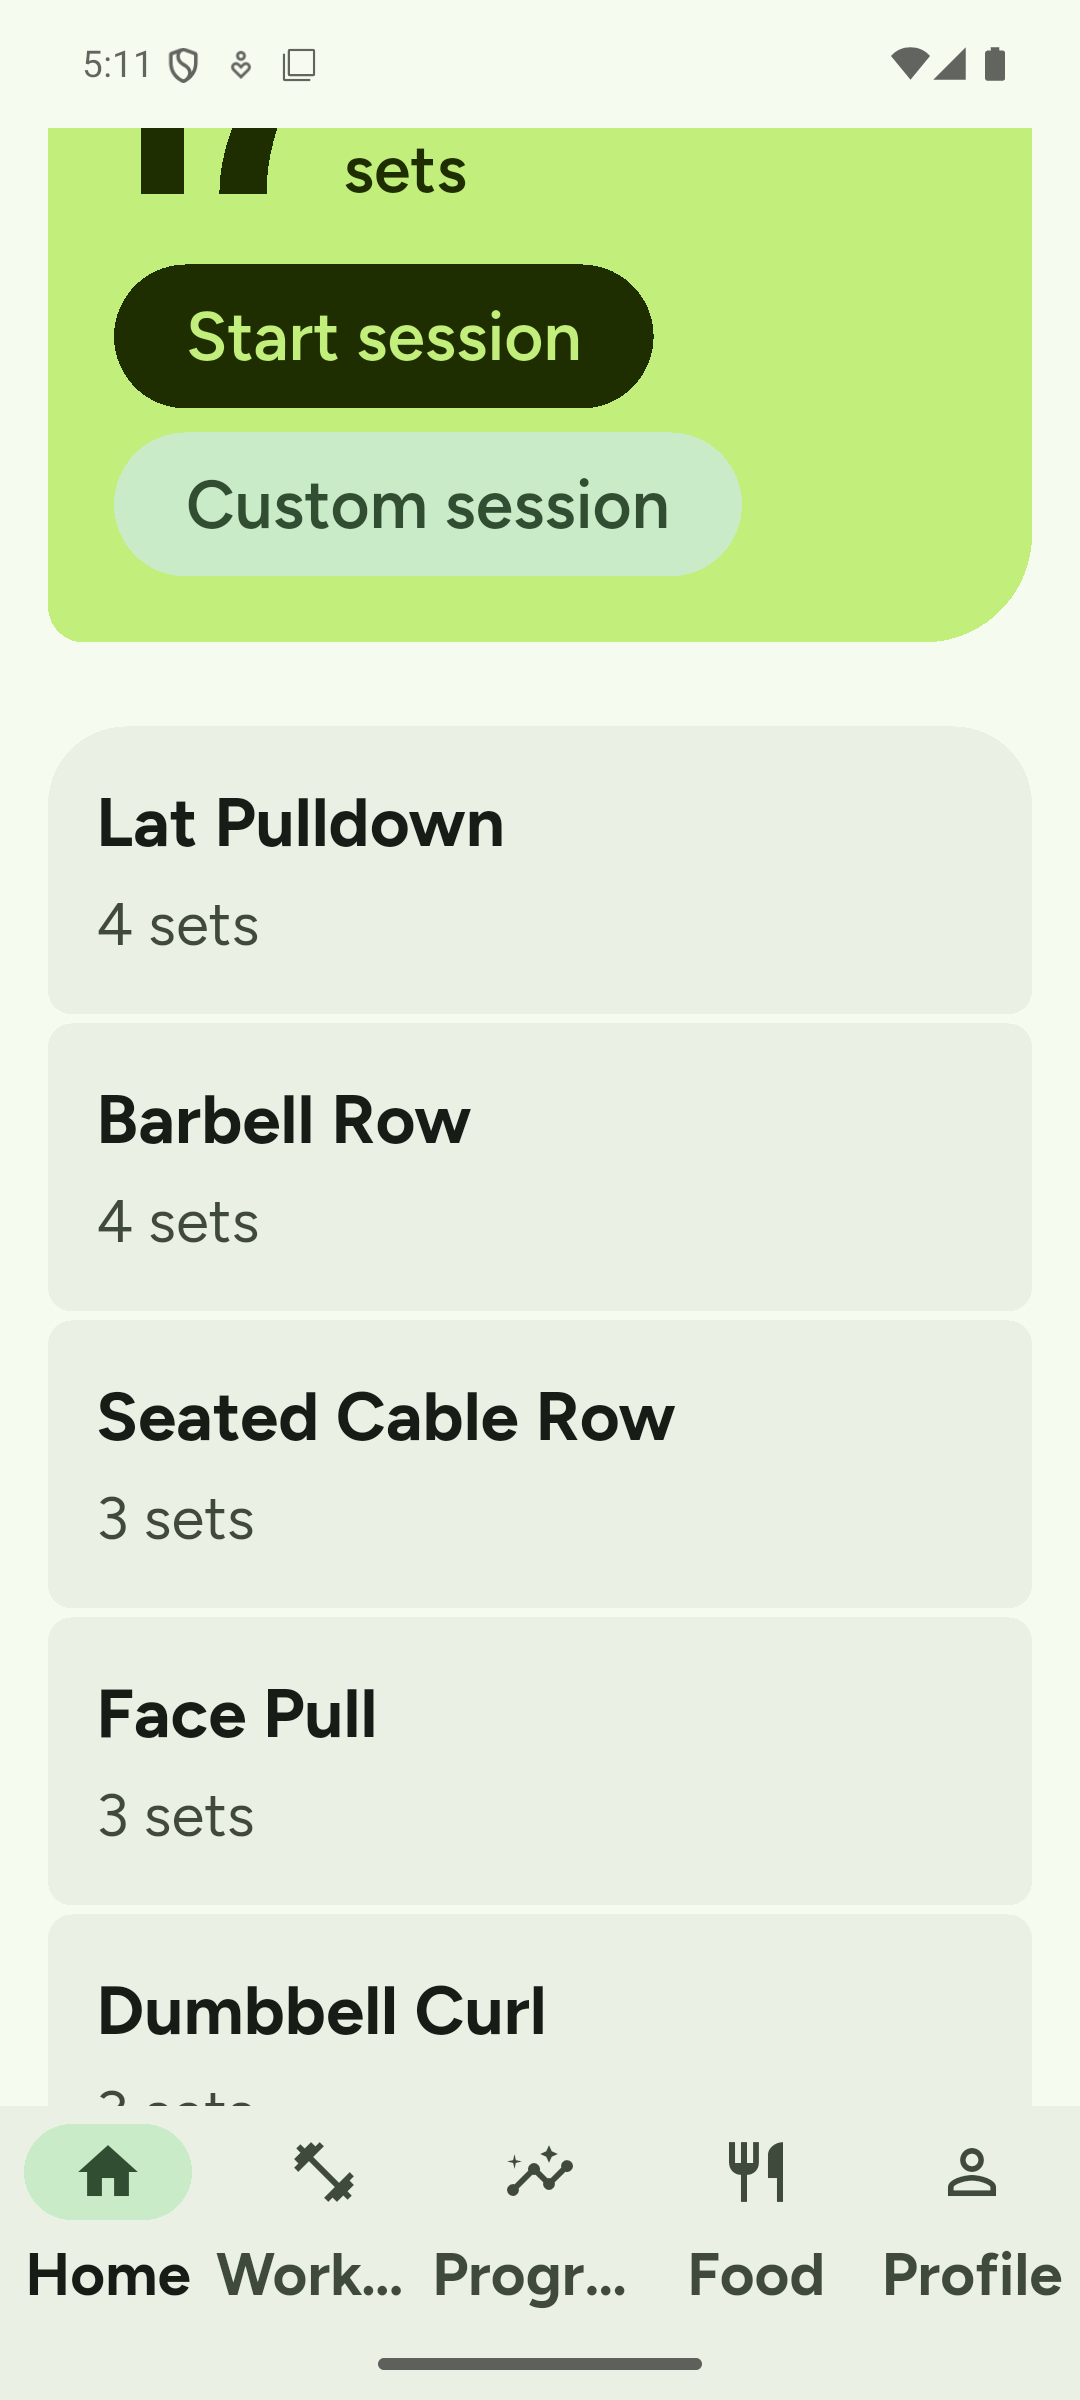 5:11
sets
Start session
Custom session
Lat Pulldown
4 sets
Barbell Row
4 sets
Seated Cable Row
3 sets
Face Pull
3 sets
Dumbbell Curl
Home Work... Progr... Food Profile